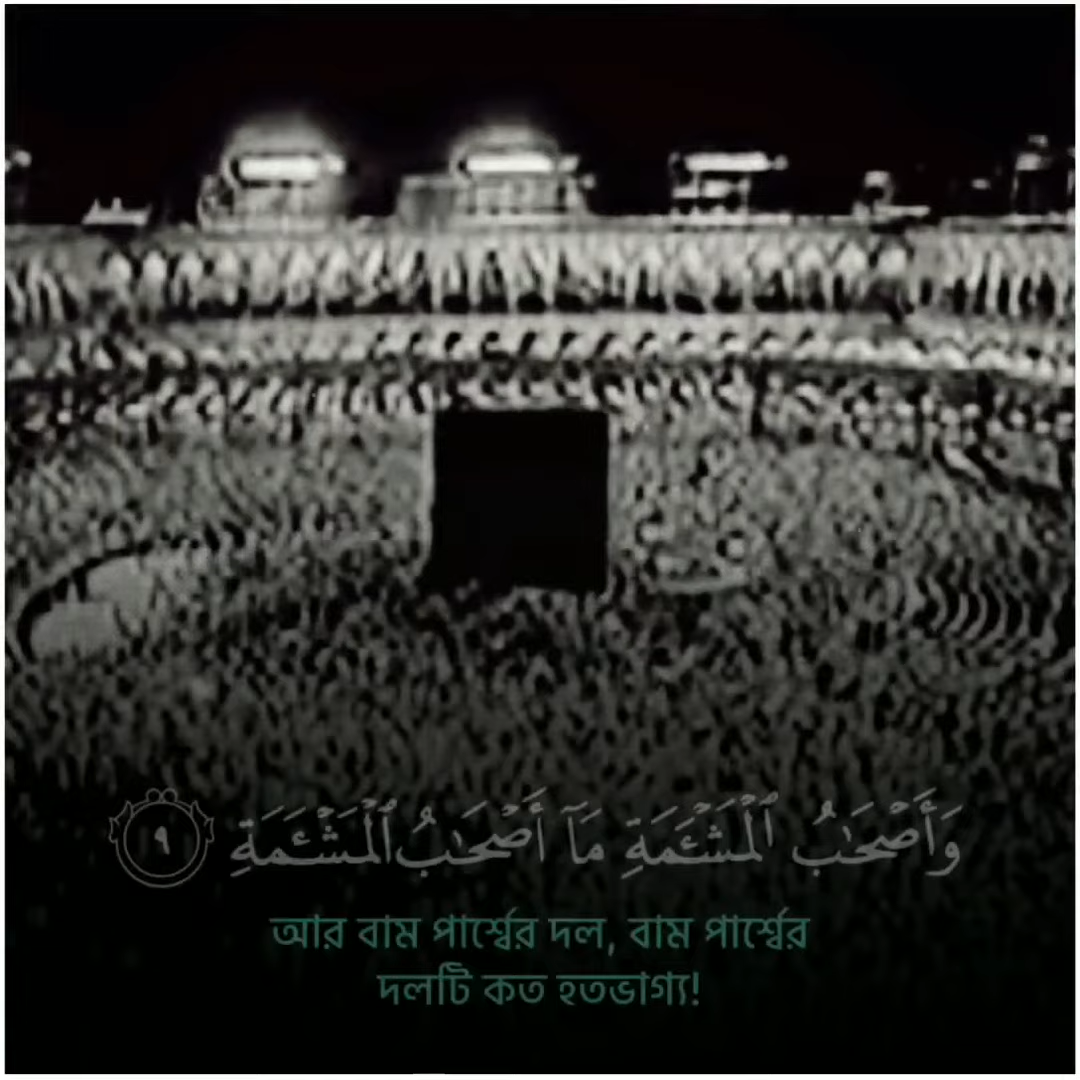 وَأَصْحَٰبُ ٱلْمَشْـَٔمَةِ مَآ أَصْحَٰبُ ٱلْمَشْـَٔمَةِ ٩
আর বাম পার্শ্বের দল, বাম পার্শ্বের
দলটি কত হতভাগ্য!